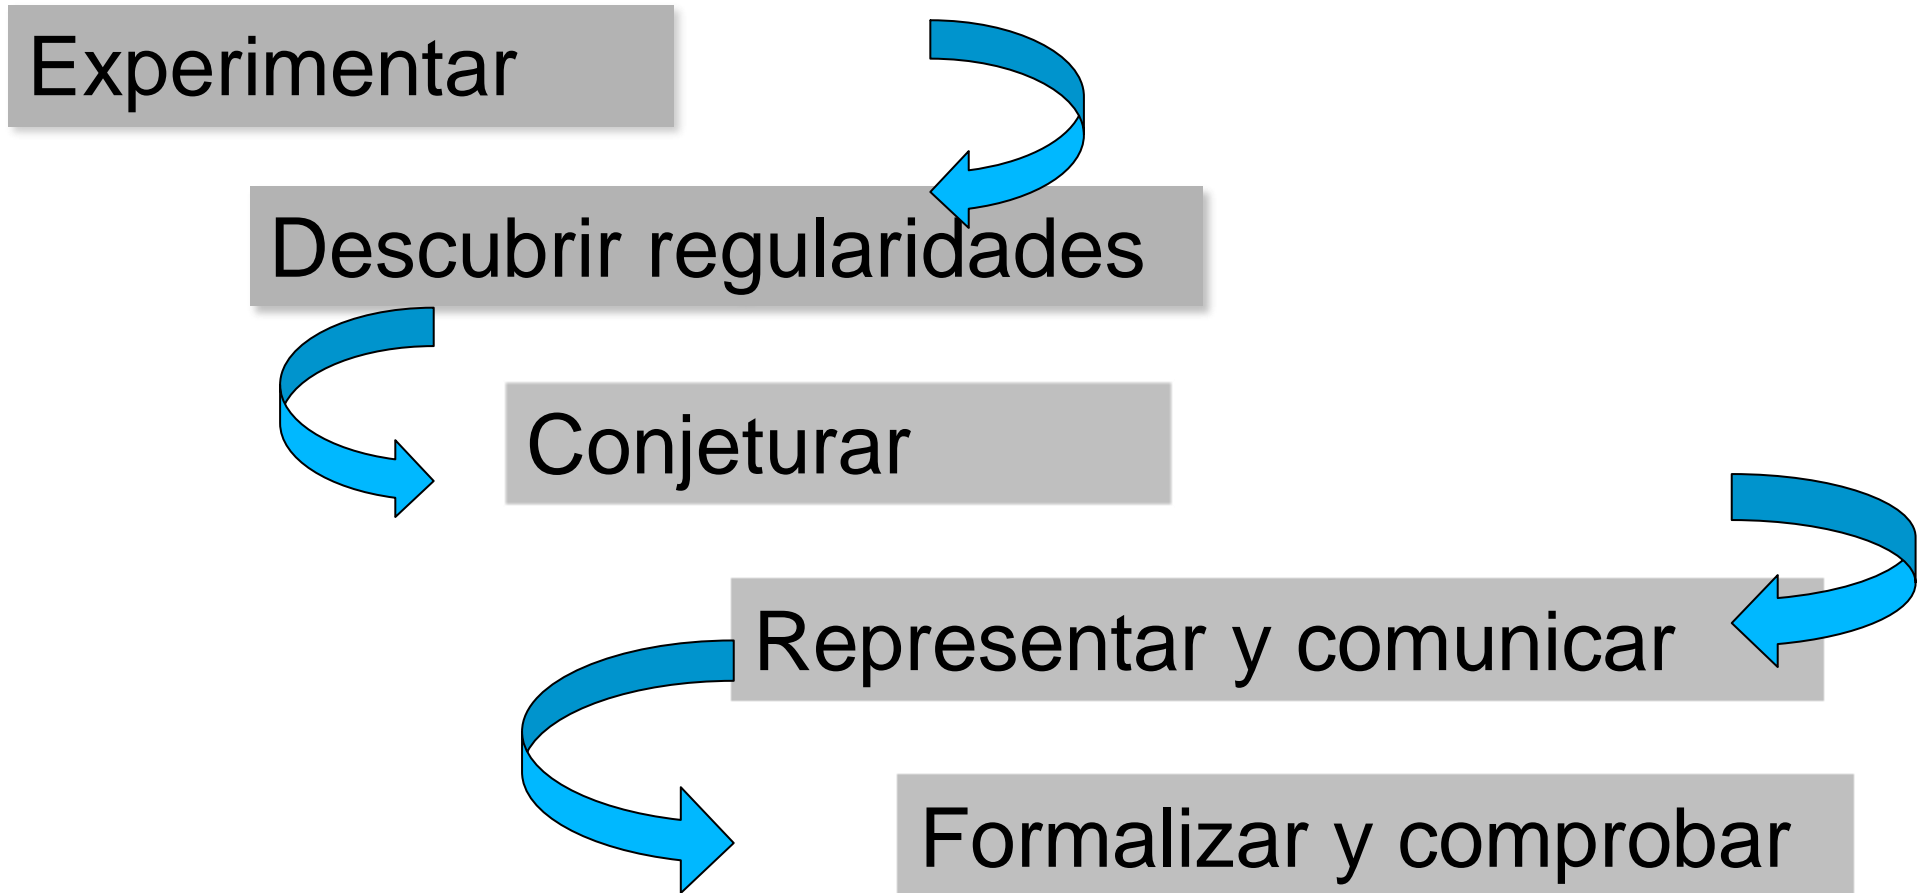 Experimentar
Descubrir regularidades
Conjeturar
Representar y comunicar
Formalizar y comprobar